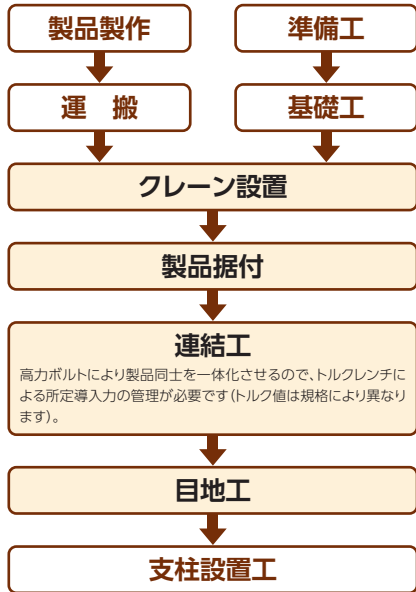 製品製作
準備工
運　搬
基礎工
クレーン設置
製品据付
連結工
高力ボルトにより製品同士を一体化させるので、トルクレンチに
よる所定導入力の管理が必要です(トルク値は規格により異なり
ます)。
目地工
支柱設置工